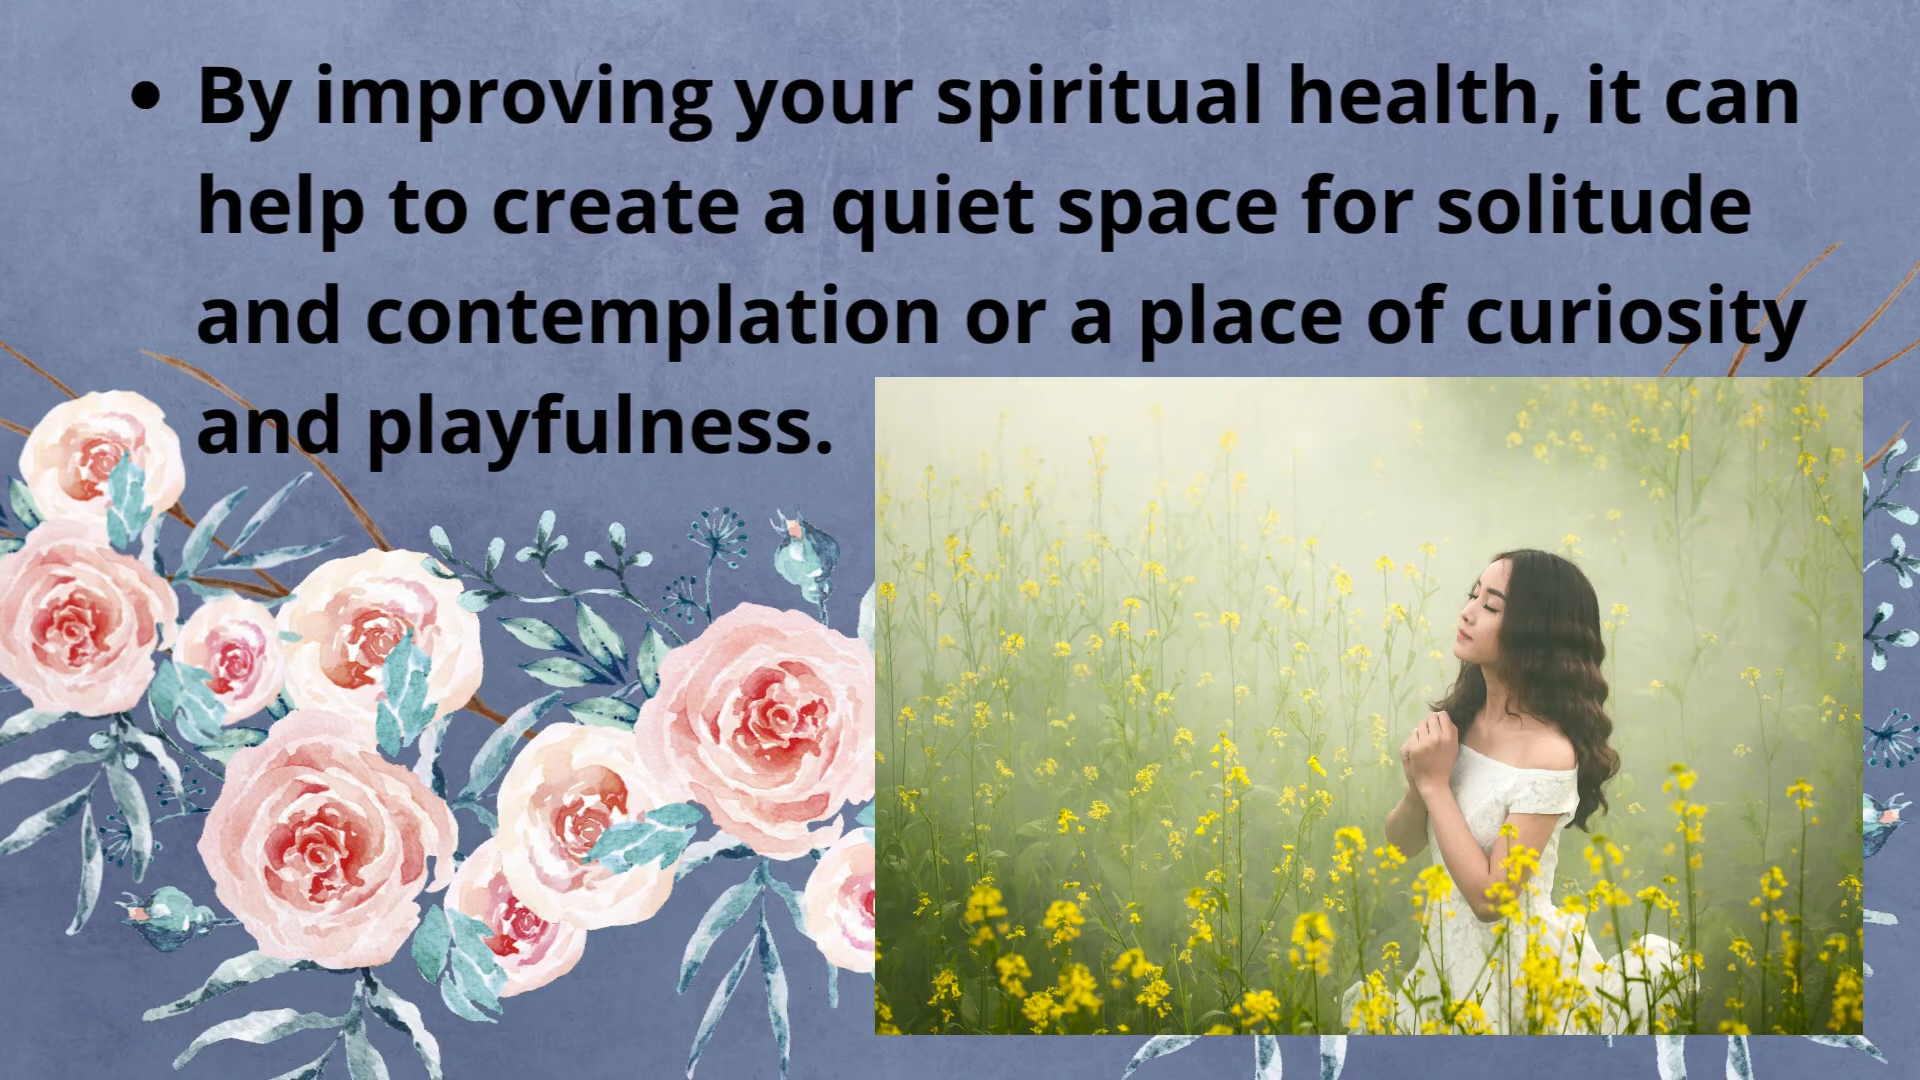 • By improving your spiritual health, it can
help to create a quiet space for solitude
and contemplation or a place of curiosity
and playfulness.